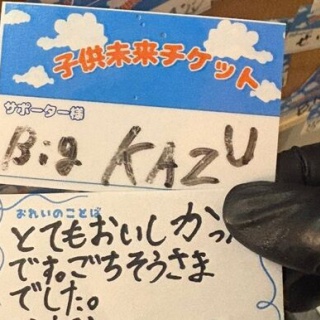 子供未来チケット
サポーター様
Big KAZU
おれいのことば
とてもおいしかっ
です。ごちそうさま
でした。